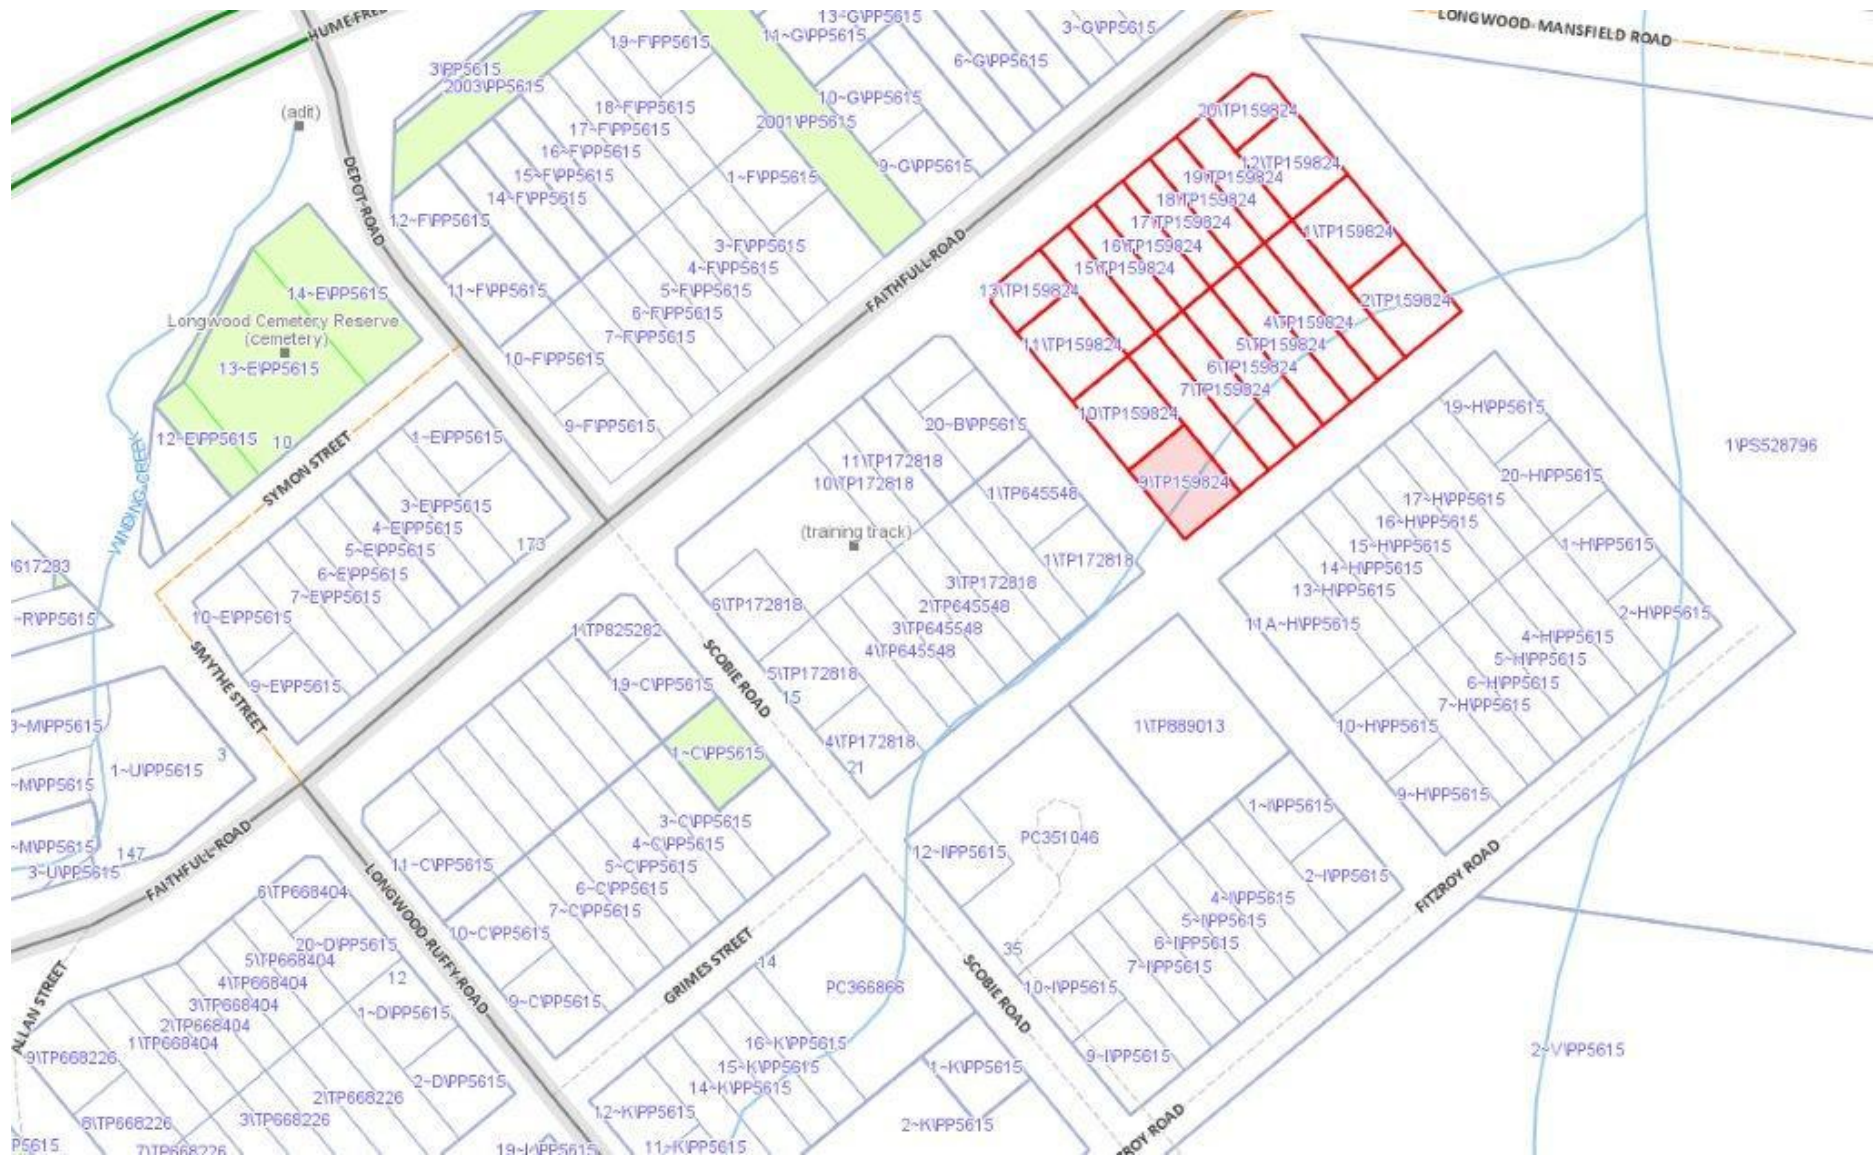 HUME FREE
LONGWOOD-MANSFIELD ROAD
13~G\PP5615
11~G\PP5615
3~G\PP5615
19~F\PP5615
6~G\PP5615
3\PP5615
2003\PP5615
10~G\PP5615
18~F\PP5615
17~F\PP5615
2001\PP5615
16~F\PP5615
15~F\PP5615
14~F\PP5615
1~F\PP5615
9~G\PP5615
(adit)
DEPOT ROAD
12~F\PP5615
3~F\PP5615
4~F\PP5615
5~F\PP5615
6~F\PP5615
7~F\PP5615
11~F\PP5615
10~F\PP5615
9~F\PP5615
FAITHFULL ROAD
20\TP159824
12\TP159824
19\TP159824
18\TP159824
17\TP159824
16\TP159824
15\TP159824
13\TP159824
11\TP159824
10\TP159824
9\TP159824
1\TP159824
2\TP159824
4\TP159824
5\TP159824
6\TP159824
7\TP159824
14~E\PP5615
Longwood Cemetery Reserve
(cemetery)
13~E\PP5615
12~E\PP5615
10
SYMON STREET
WINDING CREEK
1~E\PP5615
3~E\PP5615
4~E\PP5615
5~E\PP5615
6~E\PP5615
7~E\PP5615
173
10~E\PP5615
9~E\PP5615
SMYTHE STREET
617283
~R\PP5615
3~M\PP5615
~M\PP5615
~M\PP5615
1~U\PP5615
3
3~U\PP5615
147
FAITHFULL ROAD
20~B\PP5615
11\TP172818
10\TP172818
1\TP645548
(training track)
1\TP172818
3\TP172818
2\TP645548
3\TP645548
4\TP645548
6\TP172818
5\TP172818
15
4\TP172818
21
SCOBIE ROAD
19~H\PP5615
20~H\PP5615
17~H\PP5615
16~H\PP5615
15~H\PP5615
14~H\PP5615
13~H\PP5615
11A~H\PP5615
1~H\PP5615
2~H\PP5615
4~H\PP5615
5~H\PP5615
6~H\PP5615
7~H\PP5615
10~H\PP5615
9~H\PP5615
1\PS528796
1\TP825282
19~C\PP5615
1~C\PP5615
3~C\PP5615
4~C\PP5615
5~C\PP5615
6~C\PP5615
7~C\PP5615
11~C\PP5615
10~C\PP5615
9~C\PP5615
LONGWOOD-RUFFY ROAD
GRIMES STREET
1\TP889013
PC351046
12~I\PP5615
1~I\PP5615
2~I\PP5615
4~I\PP5615
5~I\PP5615
6~I\PP5615
7~I\PP5615
35
10~I\PP5615
9~I\PP5615
FITZROY ROAD
SCOBIE ROAD
14
PC366866
16~K\PP5615
15~K\PP5615
14~K\PP5615
12~K\PP5615
11~K\PP5615
1~K\PP5615
2~K\PP5615
ZROY ROAD
2~V\PP5615
6\TP668404
20~D\PP5615
5\TP668404
4\TP668404
3\TP668404
2\TP668404
1\TP668404
12
1~D\PP5615
2~D\PP5615
ALLAN STREET
9\TP668226
2\TP668226
3\TP668226
8\TP668226
7\TP668226
P5615